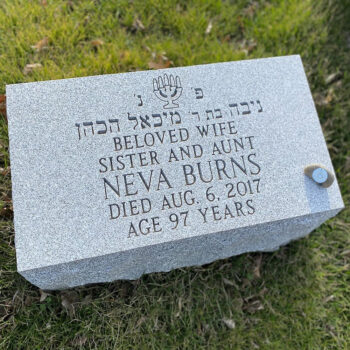 פ' נ'
ניבה בת ר' מיכאל הכהן
BELOVED WIFE
SISTER AND AUNT
NEVA BURNS
DIED AUG. 6, 2017
AGE 97 YEARS